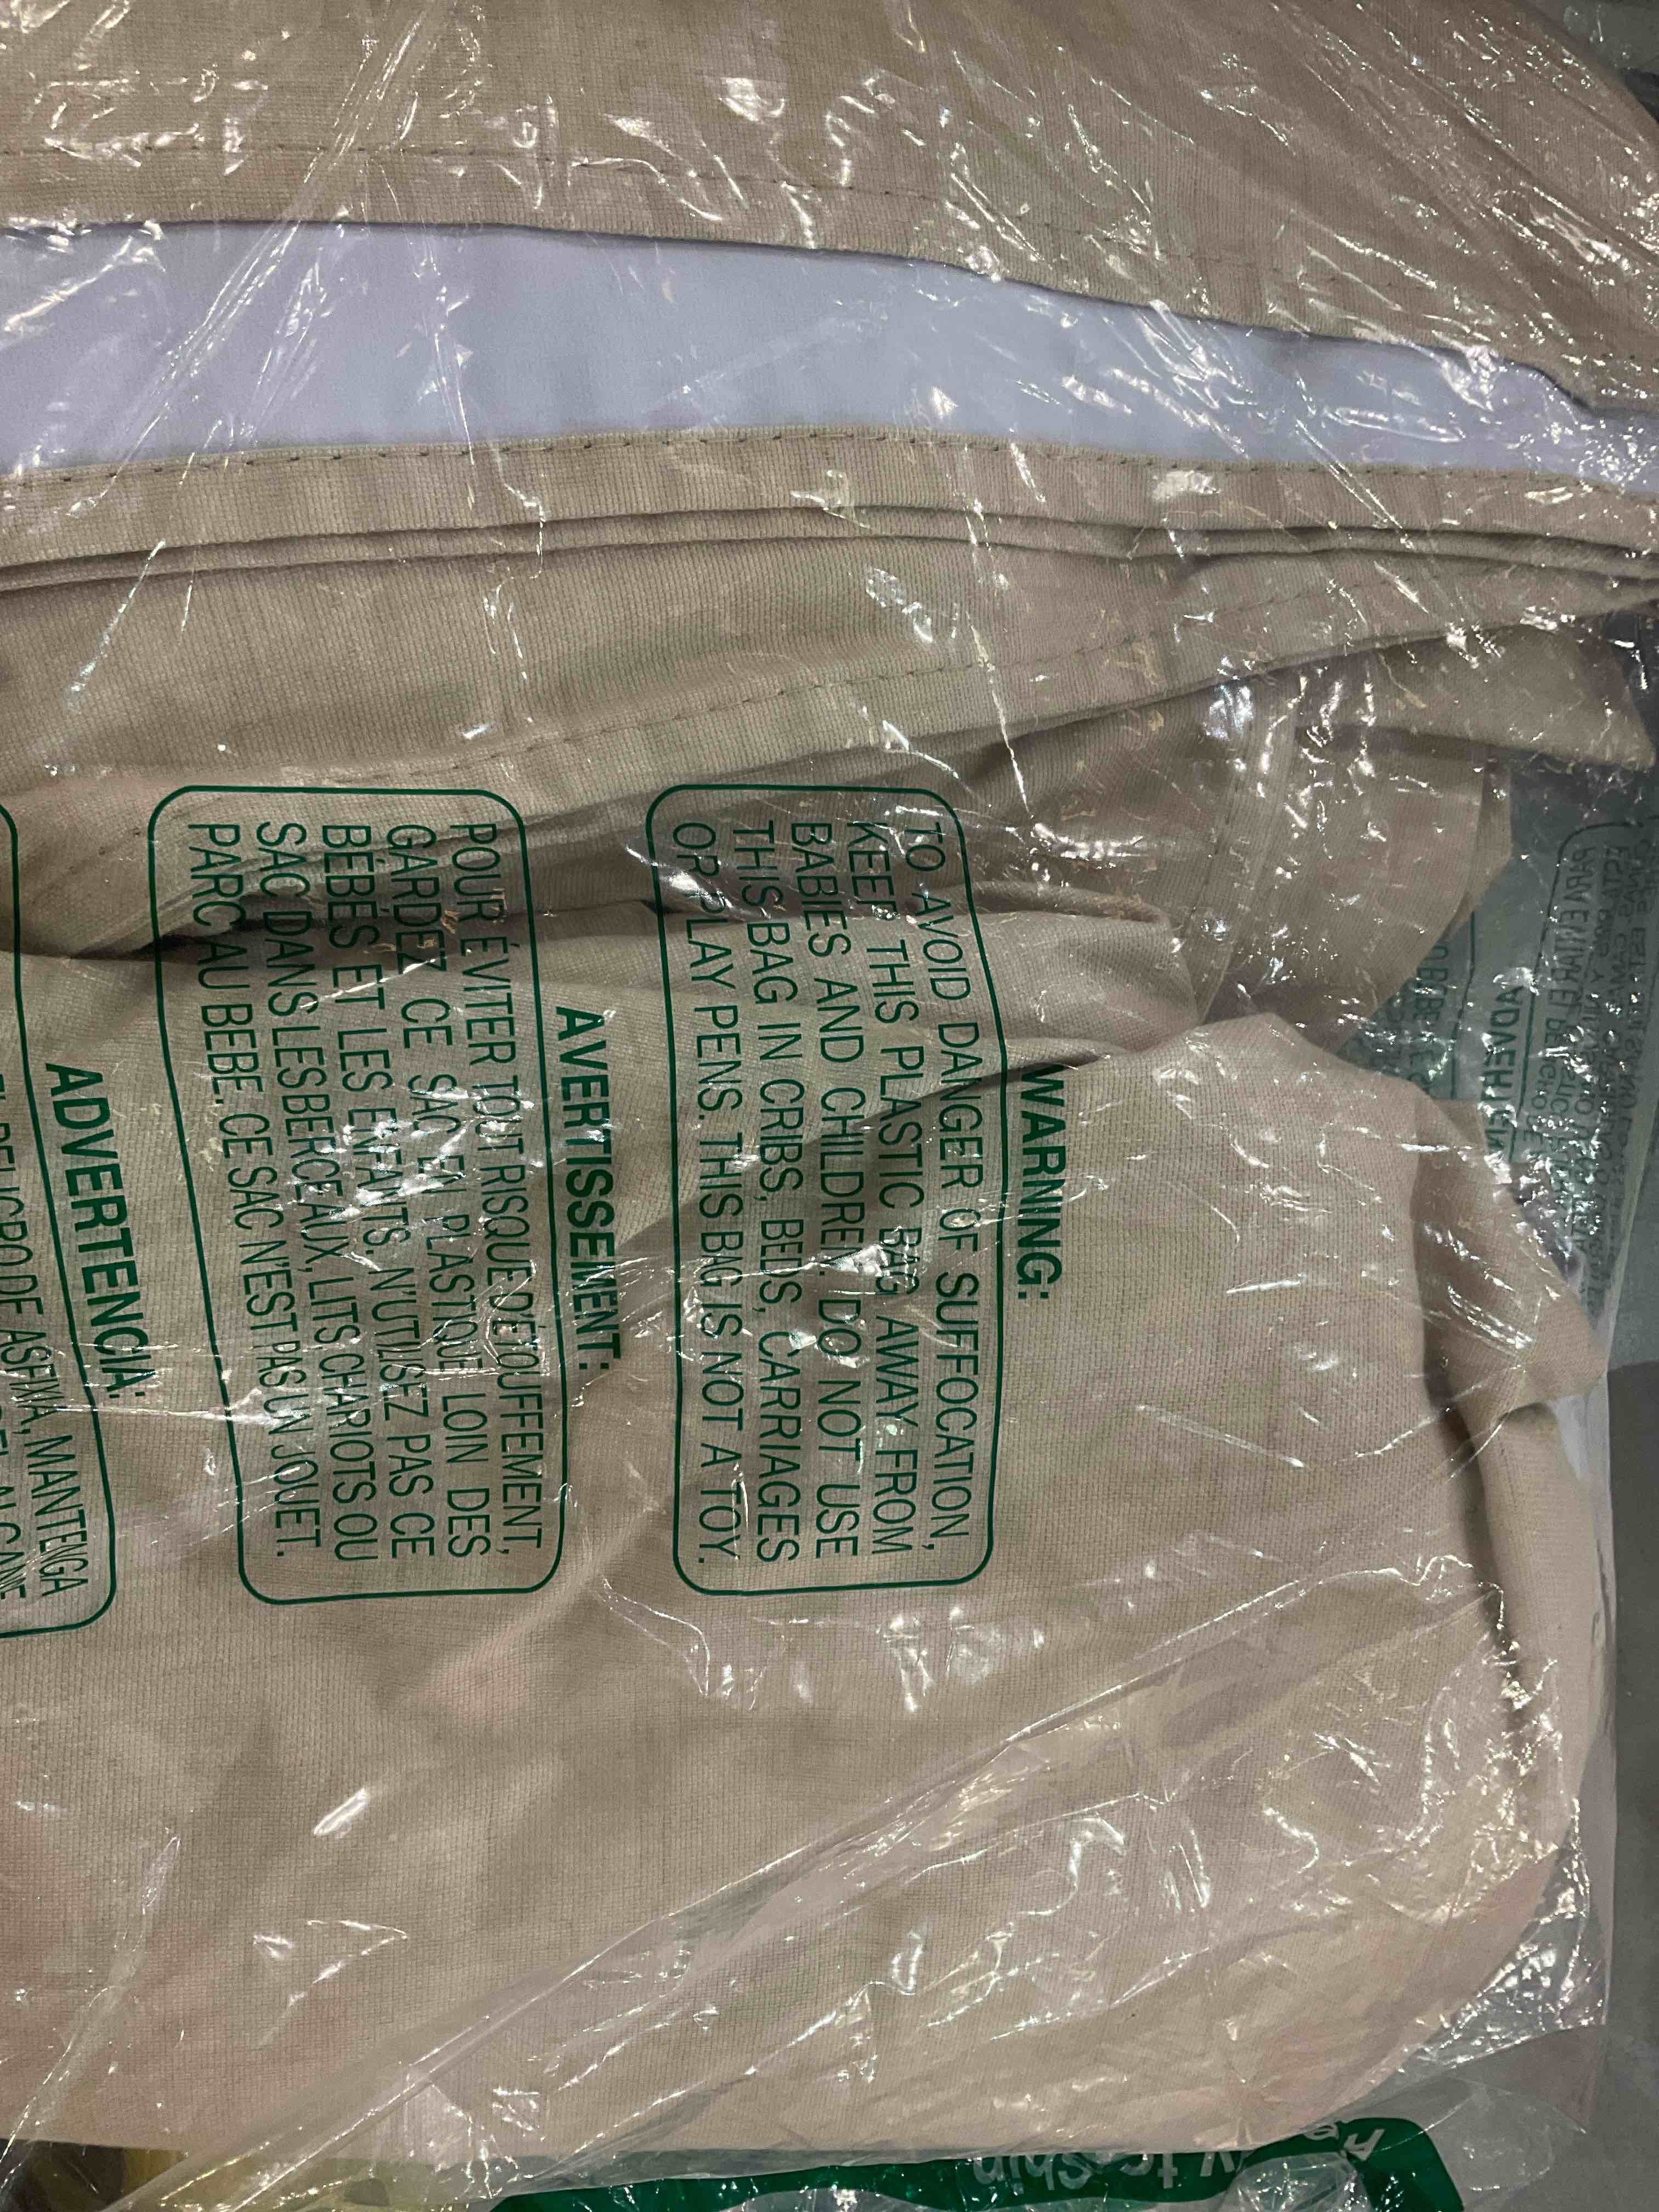 WARNING:
TO AVOID DANGER OF SUFFOCATION,
KEEP THIS PLASTIC BAG AWAY FROM
BABIES AND CHILDREN. DO NOT USE
THIS BAG IN CRIBS, BEDS, CARRIAGES
OR PLAY PENS. THIS BAG IS NOT A TOY.
AVERTISSEMENT:
POUR ÉVITER TOUT RISQUE D'ÉTOUFFEMENT,
GARDEZ CE SAC EN PLASTIQUE LOIN DES
BÉBÉS ET LES ENFANTS. N'UTILISEZ PAS CE
SAC DANS LES BERCEAUX, LITS, CHARIOTS OU
PARC AU BEBE, CE SAC N'EST PAS UN JOUET.
ADVERTENCIA:
DE ASFIXIA, MANTENGA